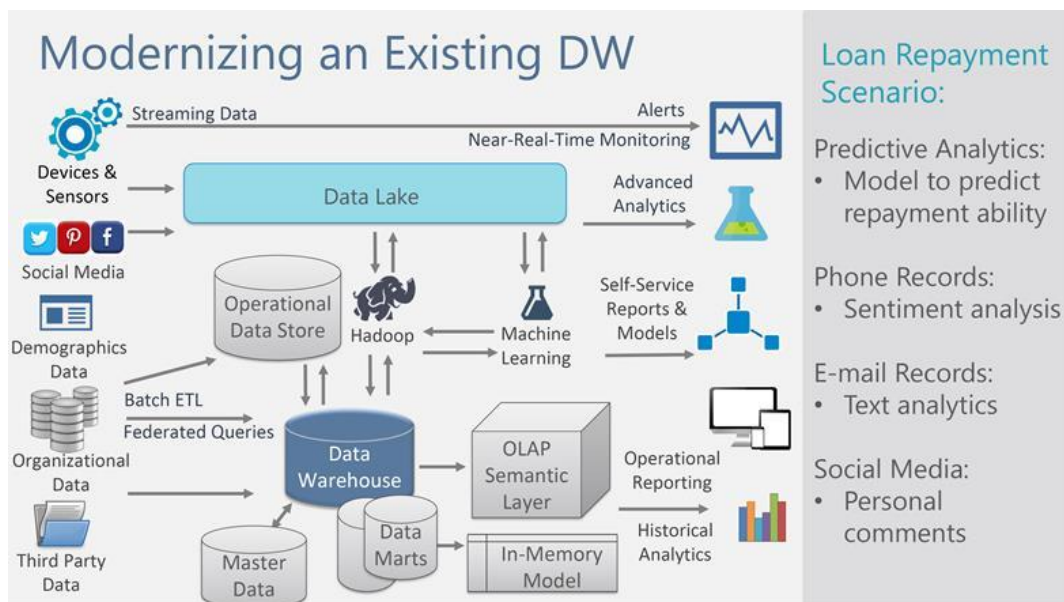 Modernizing an Existing DW
Streaming Data
Alerts
Near-Real-Time Monitoring
Devices &
Sensors
Data Lake
Advanced
Analytics
Social Media
Operational
Data Store
Hadoop
Machine
Learning
Self-Service
Reports &
Models
Demographics
Data
Batch ETL
Federated Queries
Organizational
Data
Data
Warehouse
OLAP
Semantic
Layer
Operational
Reporting
Historical
Analytics
Third Party
Data
Master
Data
Data
Marts
In-Memory
Model
Loan Repayment
Scenario:
Predictive Analytics:
• Model to predict
repayment ability
Phone Records:
• Sentiment analysis
E-mail Records:
• Text analytics
Social Media:
• Personal
comments